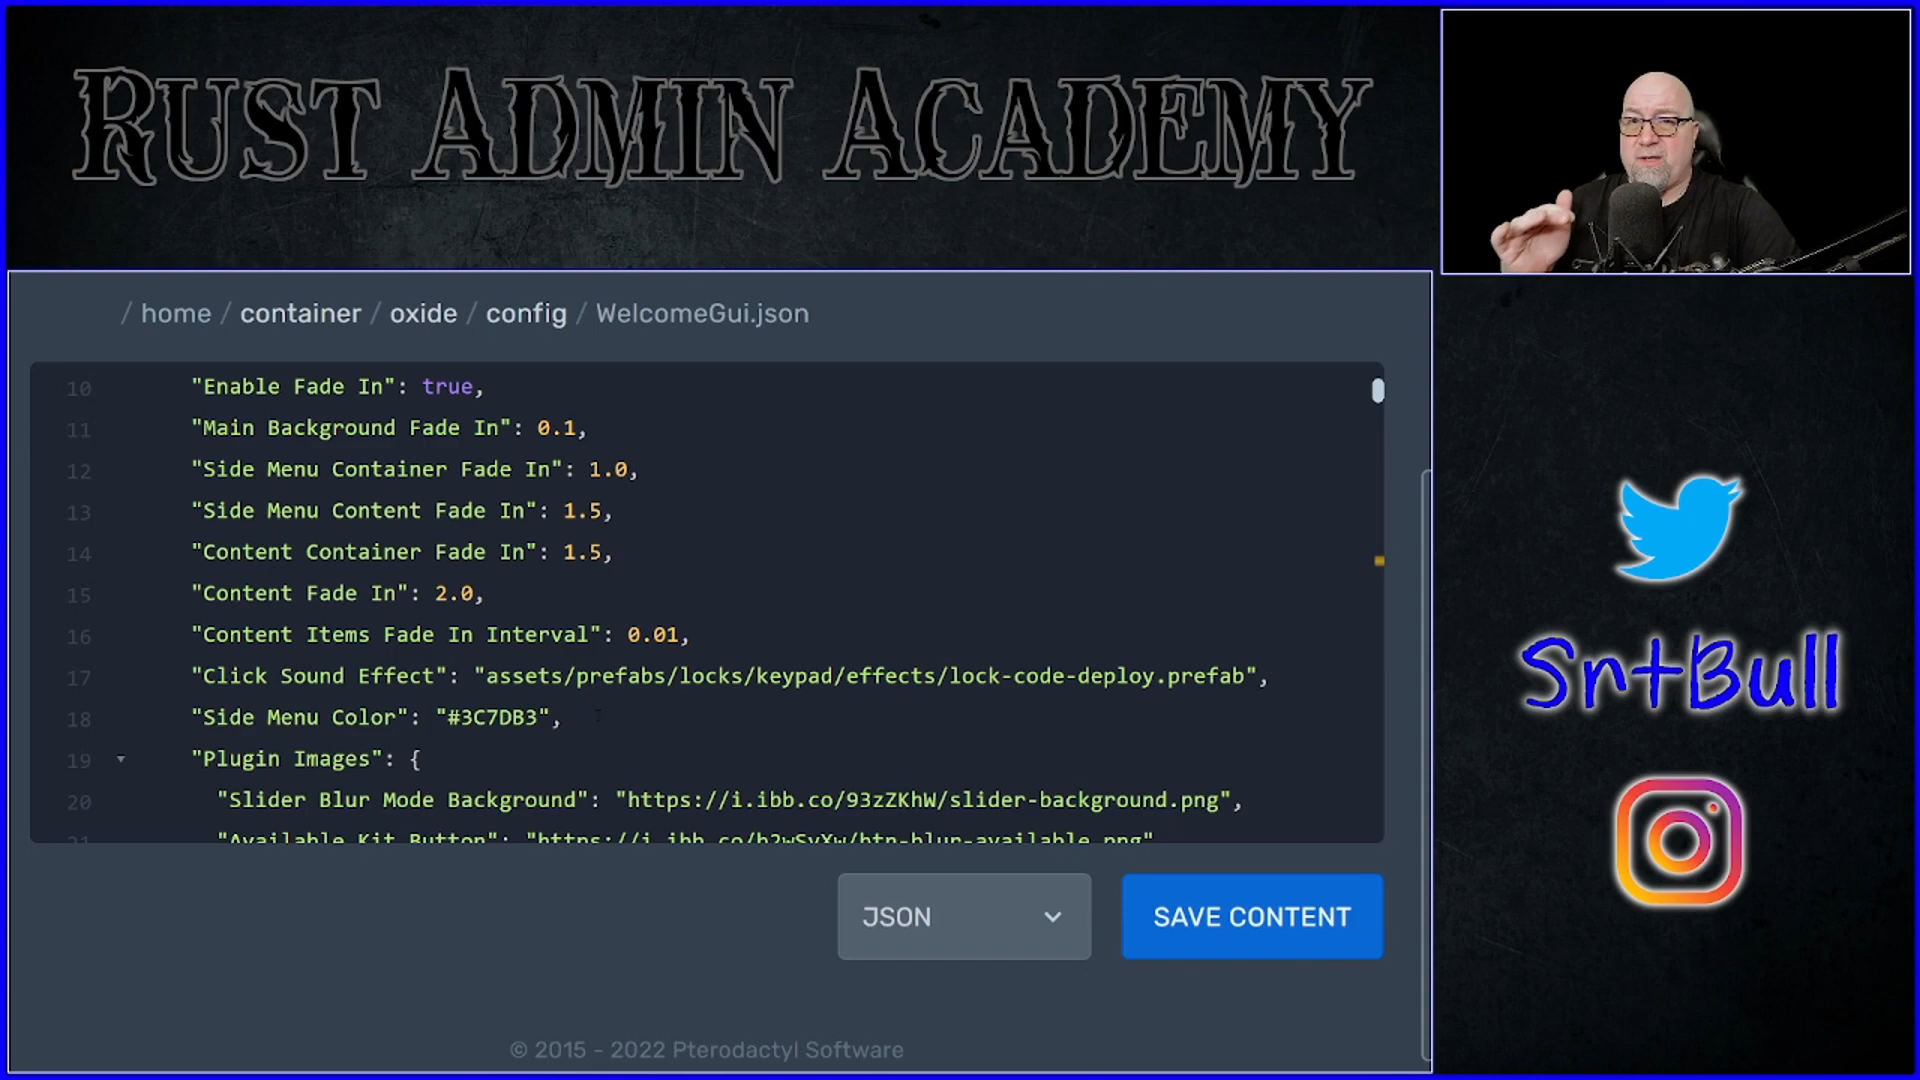 RUST ADMIN ACADEMY
/ home / container / oxide / config / WelcomeGui.json
10 "Enable Fade In": true,
11 "Main Background Fade In": 0.1,
12 "Side Menu Container Fade In": 1.0,
13 "Side Menu Content Fade In": 1.5,
14 "Content Container Fade In": 1.5,
15 "Content Fade In": 2.0,
16 "Content Items Fade In Interval": 0.01,
17 "Click Sound Effect": "assets/prefabs/locks/keypad/effects/lock-code-deploy.prefab",
18 "Side Menu Color": "#3C7DB3",
19 "Plugin Images": {
20 "Slider Blur Mode Background": "https://i.ibb.co/93zZKhW/slider-background.png",
21 "Available Kit Button":
JSON
SAVE CONTENT
© 2015 - 2022 Pterodactyl Software
SntBull